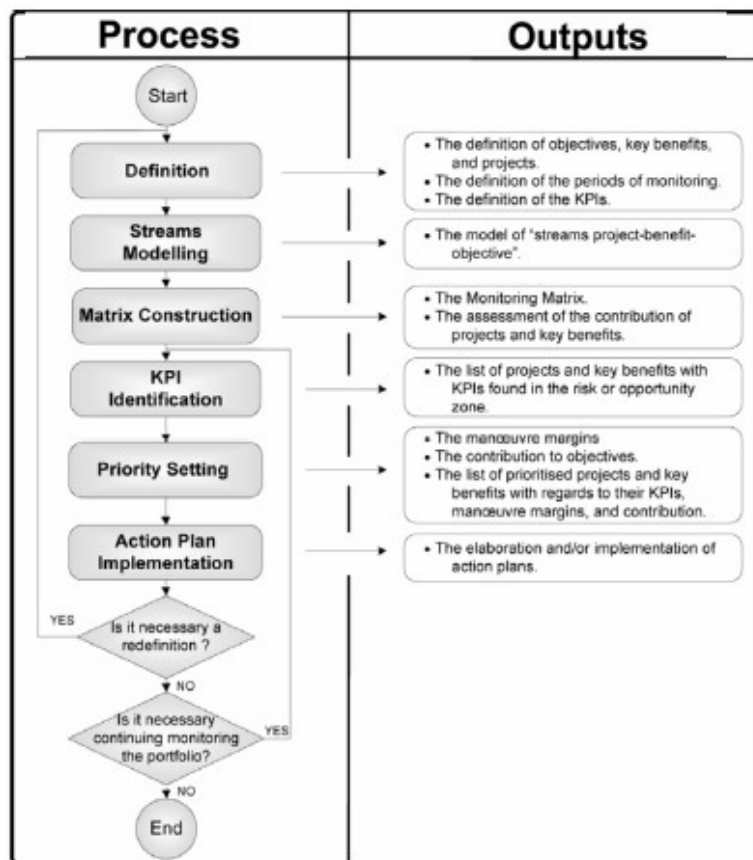 Process
Outputs
Start
Definition
• The definition of objectives, key benefits,
and projects.
• The definition of the periods of monitoring.
• The definition of the KPIs.
Streams
Modelling
• The model of “streams project-benefit-
objective”.
Matrix Construction
• The Monitoring Matrix.
• The assessment of the contribution of
projects and key benefits.
KPI
Identification
• The list of projects and key benefits with
KPIs found in the risk or opportunity
zone.
Priority Setting
• The manœuvre margins
• The contribution to objectives.
• The list of prioritised projects and key
benefits with regards to their KPIs,
manœuvre margins, and contribution.
Action Plan
Implementation
• The elaboration and/or implementation of
action plans.
YES
Is it necessary a
redefinition ?
NO
Is it necessary
continuing monitoring
the portfolio?
YES
NO
End